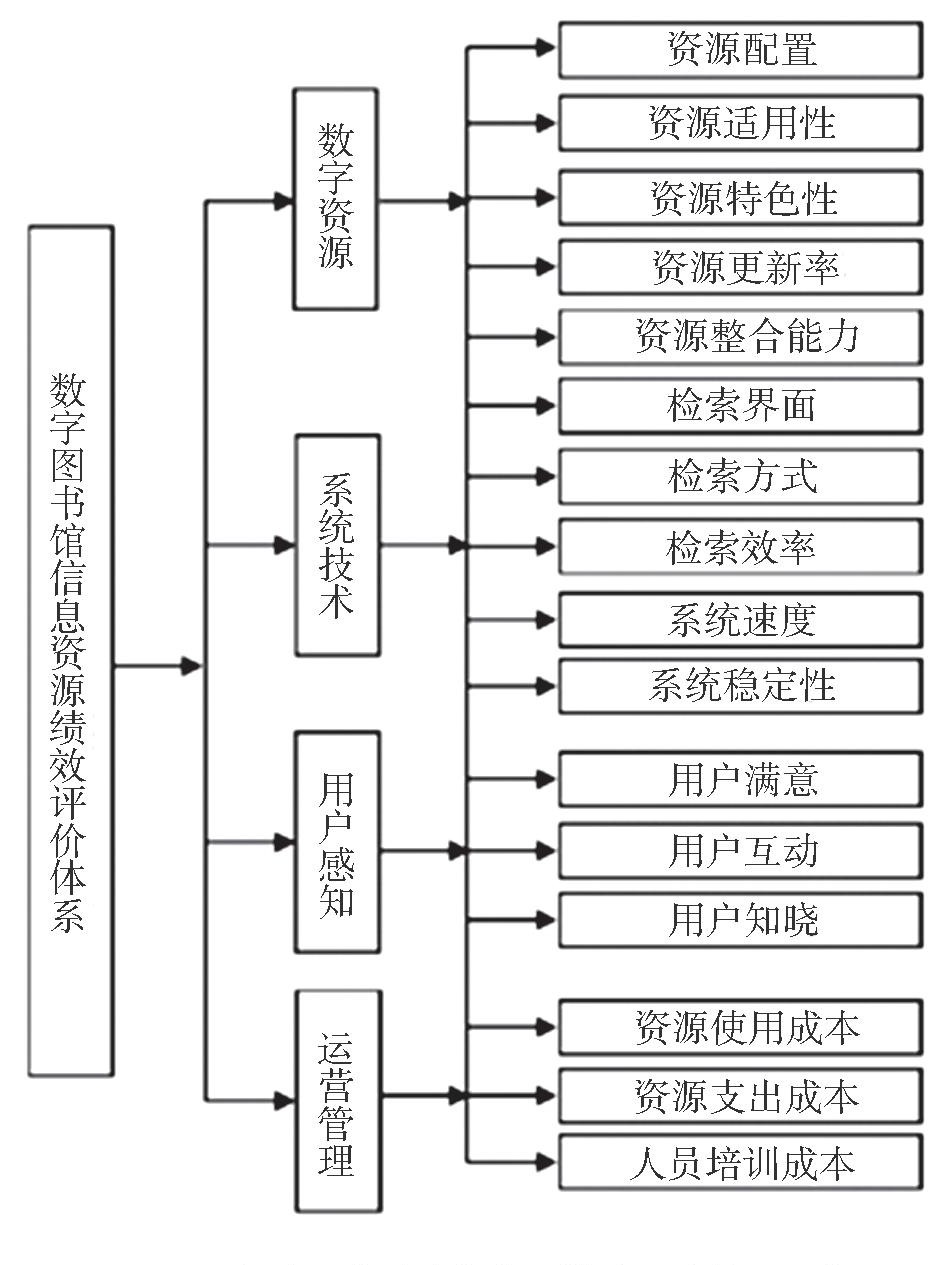 数字图书馆信息资源绩效评价体系
数字资源
系统技术
用户感知
运营管理
资源配置
资源适用性
资源特色性
资源更新率
资源整合能力
检索界面
检索方式
检索效率
系统速度
系统稳定性
用户满意
用户互动
用户知晓
资源使用成本
资源支出成本
人员培训成本